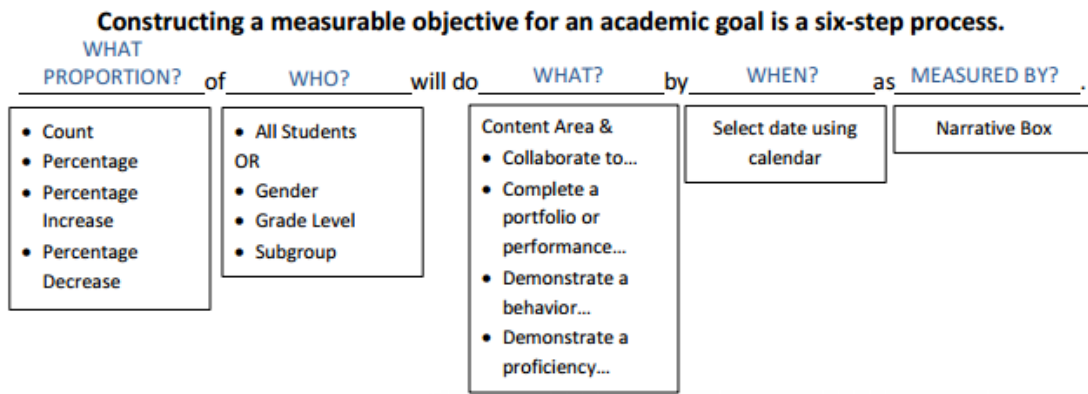 Constructing a measurable objective for an academic goal is a six-step process.
WHAT
PROPORTION? of WHO? will do WHAT? by WHEN? as MEASURED BY? .
• Count
• Percentage
• Percentage
Increase
• Percentage
Decrease
• All Students
OR
• Gender
• Grade Level
• Subgroup
Content Area &
• Collaborate to…
• Complete a
portfolio or
performance…
• Demonstrate a
behavior…
• Demonstrate a
proficiency…
Select date using
calendar
Narrative Box